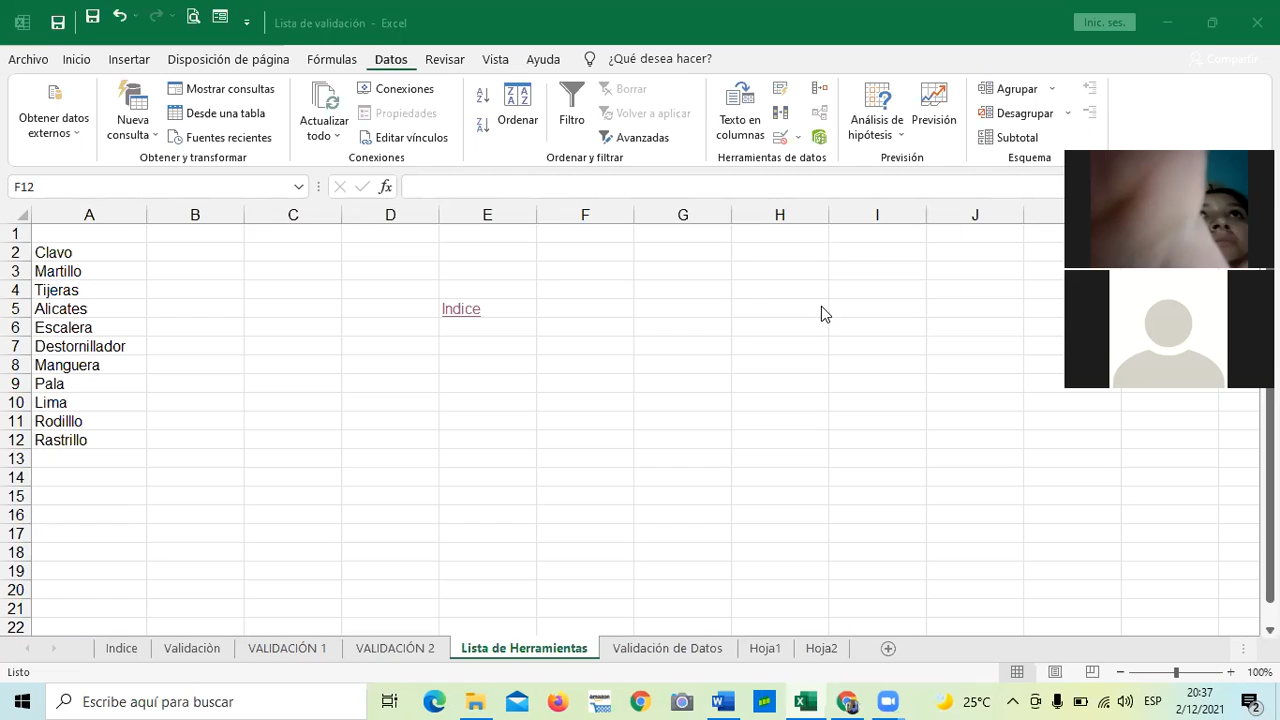 Lista de validación - Excel
Inic. ses.
Archivo Inicio Insertar Disposición de página Fórmulas Datos Revisar Vista Ayuda ¿Qué desea hacer? Compartir
Obtener datos externos
Nueva consulta
Mostrar consultas
Desde una tabla
Fuentes recientes
Obtener y transformar
Actualizar todo
Conexiones
Propiedades
Editar vínculos
Conexiones
Ordenar
Filtro
Borrar
Volver a aplicar
Avanzadas
Ordenar y filtrar
Texto en columnas
Herramientas de datos
Análisis de hipótesis
Previsión
Previsión
Agrupar
Desagrupar
Subtotal
Esquema
F12
fx
A B C D E F G H I J
1
2 Clavo
3 Martillo
4 Tijeras
5 Alicates Indice
6 Escalera
7 Destornillador
8 Manguera
9 Pala
10 Lima
11 Rodilllo
12 Rastrillo
13
14
15
16
17
18
19
20
21
22
Indice Validaciòn VALIDACIÓN 1 VALIDACIÓN 2 Lista de Herramientas Validación de Datos Hoja1 Hoja2
Listo 100%
Escribe aquí para buscar
25°C
ESP
20:37
2/12/2021
2